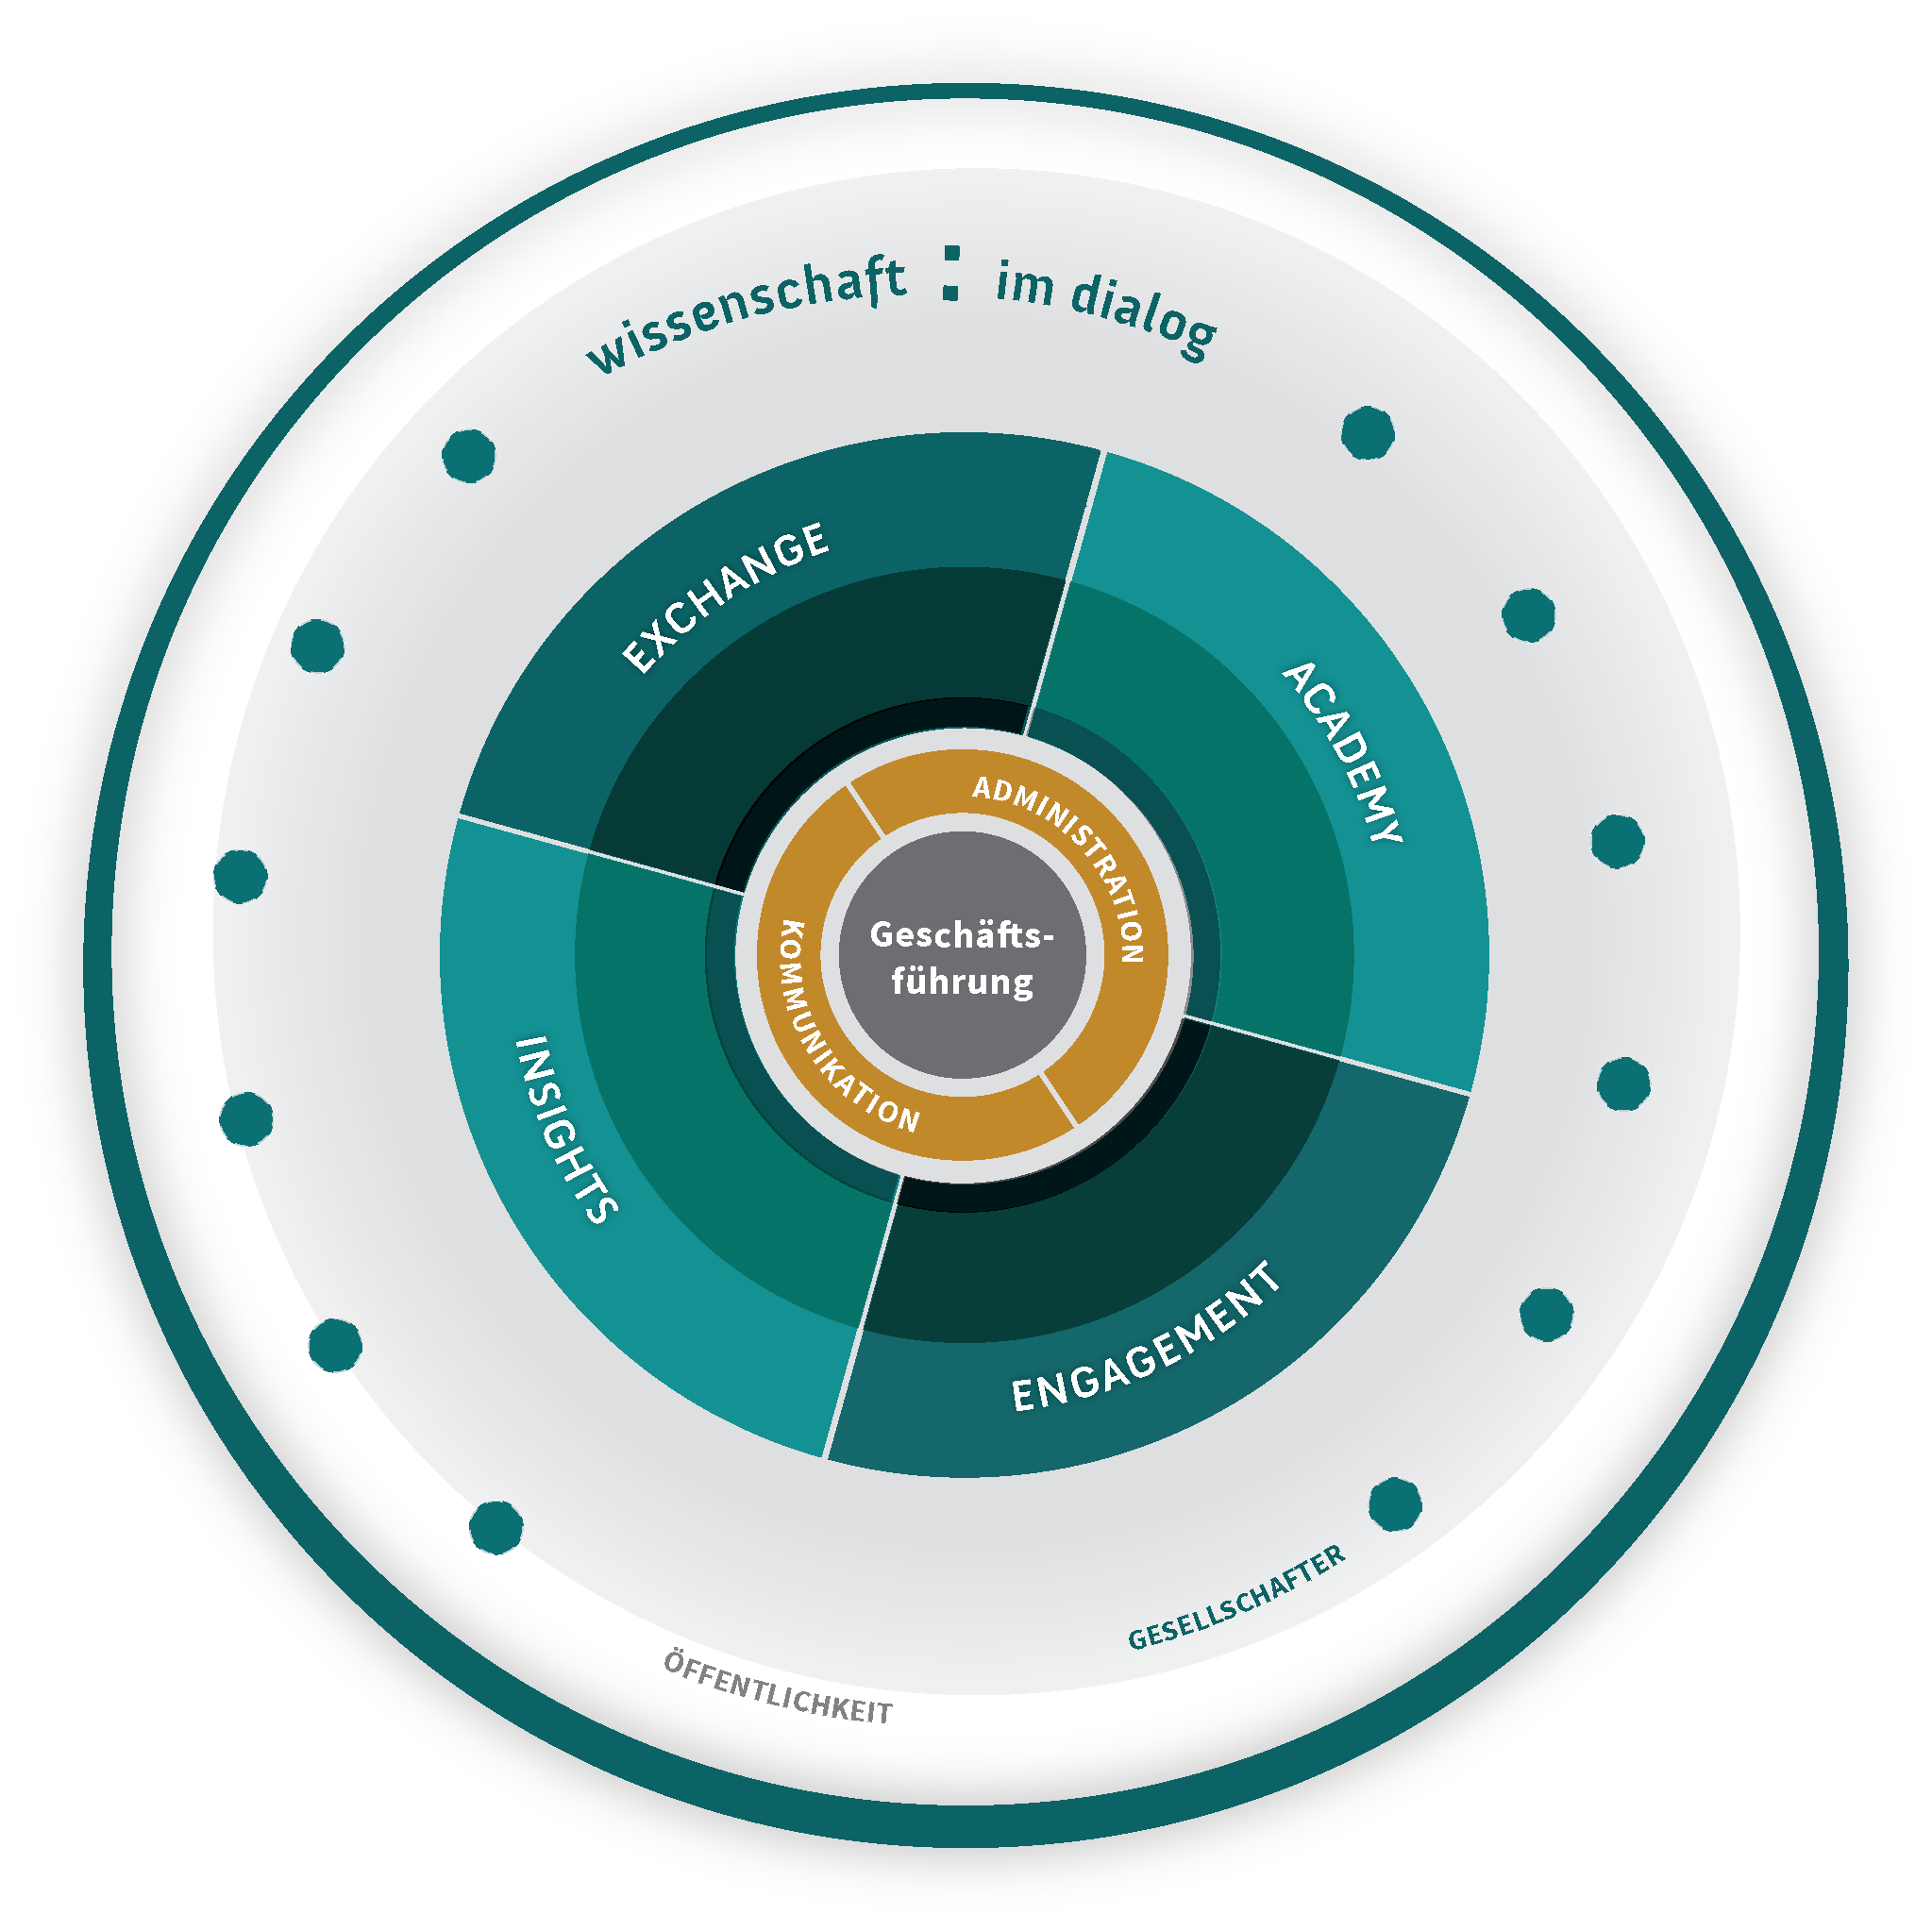 wissenschaft : im dialog
EXCHANGE
ACADEMY
ADMINISTRATION
Geschäfts-
führung
KOMMUNIKATION
INSIGHTS
ENGAGEMENT
GESELLSCHAFTER
ÖFFENTLICHKEIT